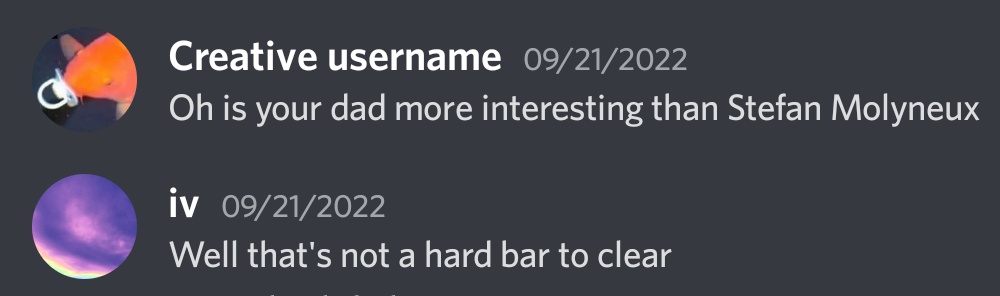 Creative username 09/21/2022
Oh is your dad more interesting than Stefan Molyneux
iv 09/21/2022
Well that's not a hard bar to clear